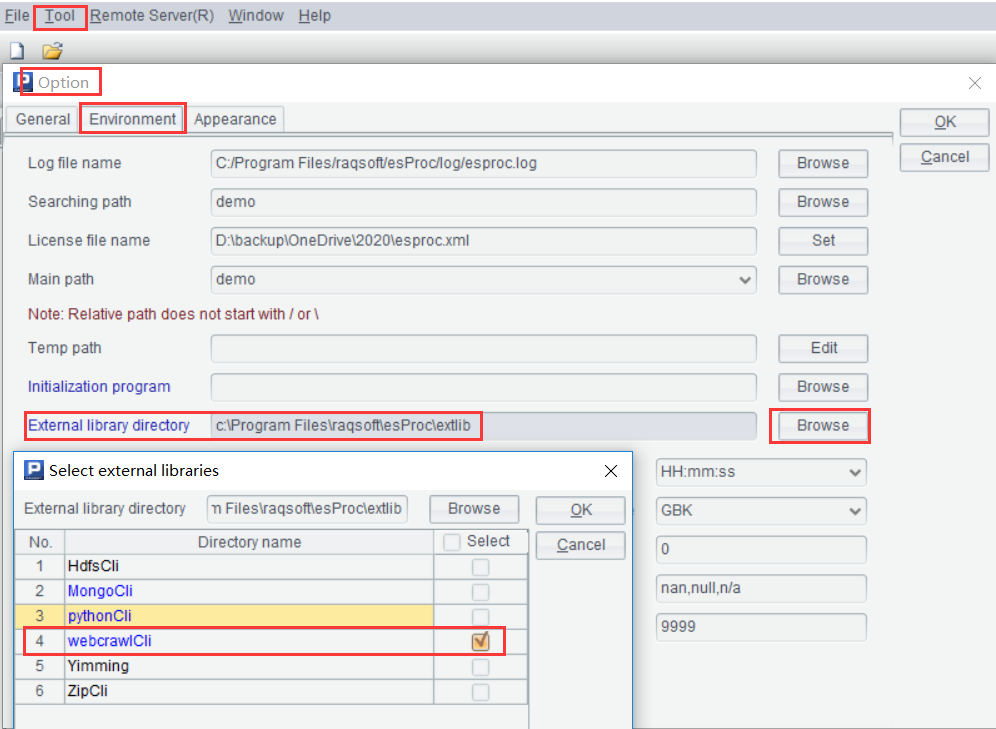 File Tool Remote Server(R) Window Help
Option
General Environment Appearance
OK
Cancel
Log file name C:/Program Files/raqsoft/esProc/log/esproc.log Browse
Searching path demo Browse
License file name D:\backup\OneDrive\2020\esproc.xml Set
Main path demo Browse
Note: Relative path does not start with / or \
Temp path Edit
Initialization program Browse
External library directory c:\Program Files\raqsoft\esProc\extlib Browse
Select external libraries
External library directory n Files\raqsoft\esProc\extlib Browse OK
Cancel
No. Directory name Select
1 HdfsCli
2 MongoCli
3 pythonCli
4 webcrawlCli
5 Yimming
6 ZipCli
HH:mm:ss
GBK
0
nan,null,n/a
9999